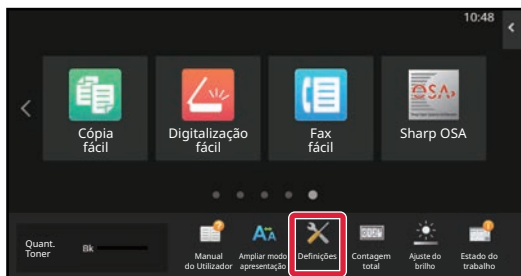 10:48
Cópia
fácil
Digitalização
fácil
Fax
fácil
#SA»
Sharp OSA
Quant.
Toner
Bk
Manual
do Utilizador
Ampliar modo
apresentação
Definições
Contagem
total
Ajuste do
brilho
Estado do
trabalho